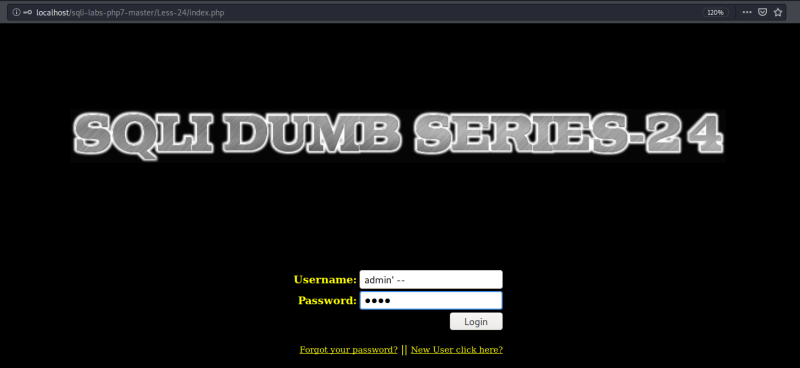 localhost/sqli-labs-php7-master/Less-24/index.php 120%
SQLI DUMB SERIES-24
Username: admin' --
Password: ••••
Login
Forgot your password? || New User click here?